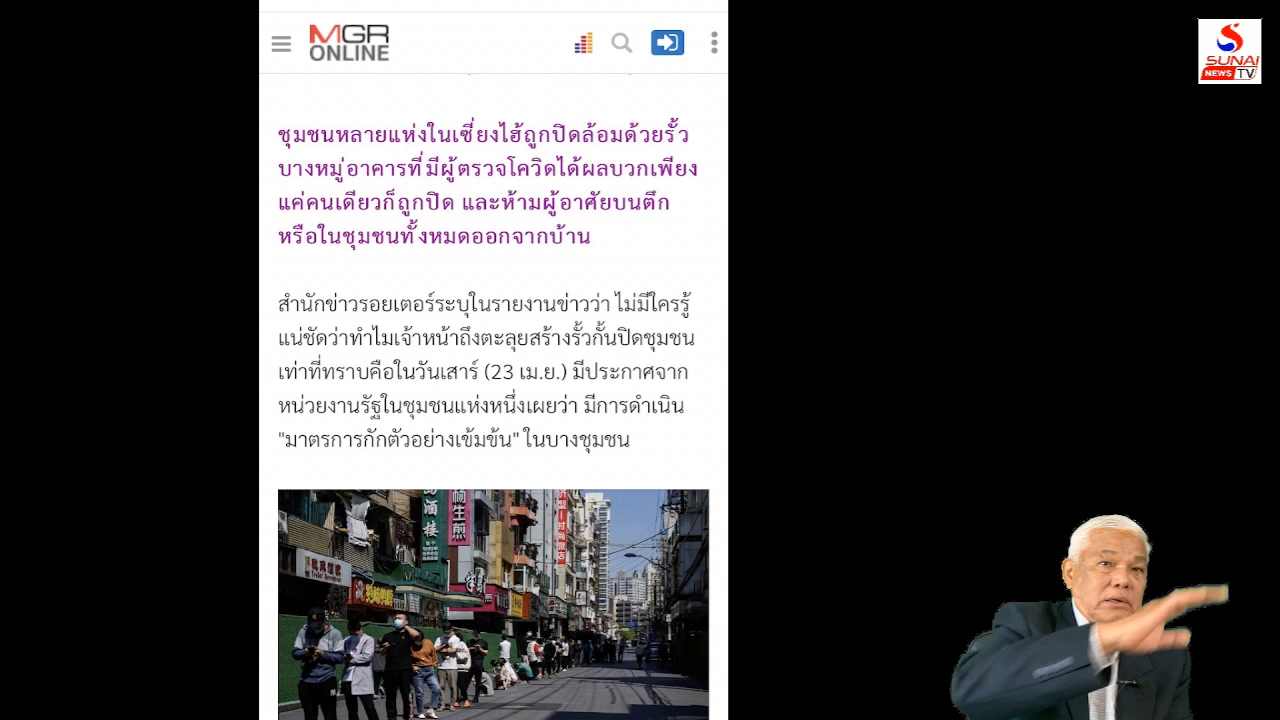 MGR
ONLINE
SUNAI
NEWS TV
ชุมชนหลายแห่งในเซี่ยงไฮ้ถูกปิดล้อมด้วยรั้ว
บางหมู่อาคารที่มีผู้ตรวจโควิดได้ผลบวกเพียง
แค่คนเดียวก็ถูกปิด และห้ามผู้อาศัยบนตึก
หรือในชุมชนทั้งหมดออกจากบ้าน
สำนักข่าวรอยเตอร์ระบุในรายงานข่าวว่า ไม่มีใครรู้
แน่ชัดว่าทำไมเจ้าหน้าถึงตะลุยสร้างรั้วกั้นปิดชุมชน
เท่าที่ทราบคือในวันเสาร์ (23 เม.ย.) มีประกาศจาก
หน่วยงานรัฐในชุมชนแห่งหนึ่งเผยว่า มีการดำเนิน
"มาตรการกักตัวอย่างเข้มข้น" ในบางชุมชน
酒楼
杨生煎